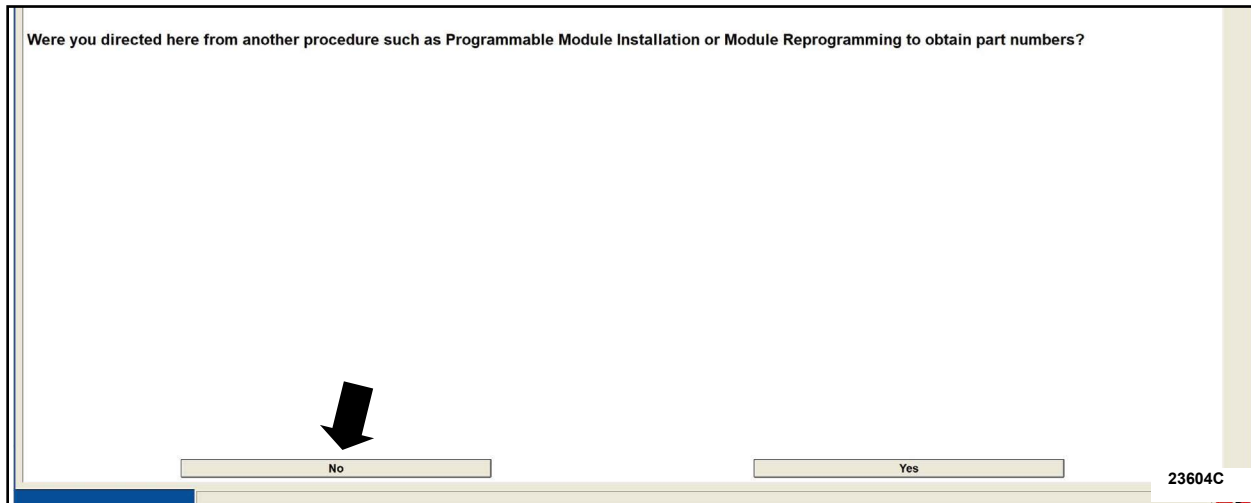 Were you directed here from another procedure such as Programmable Module Installation or Module Reprogramming to obtain part numbers?
No
Yes
23604C